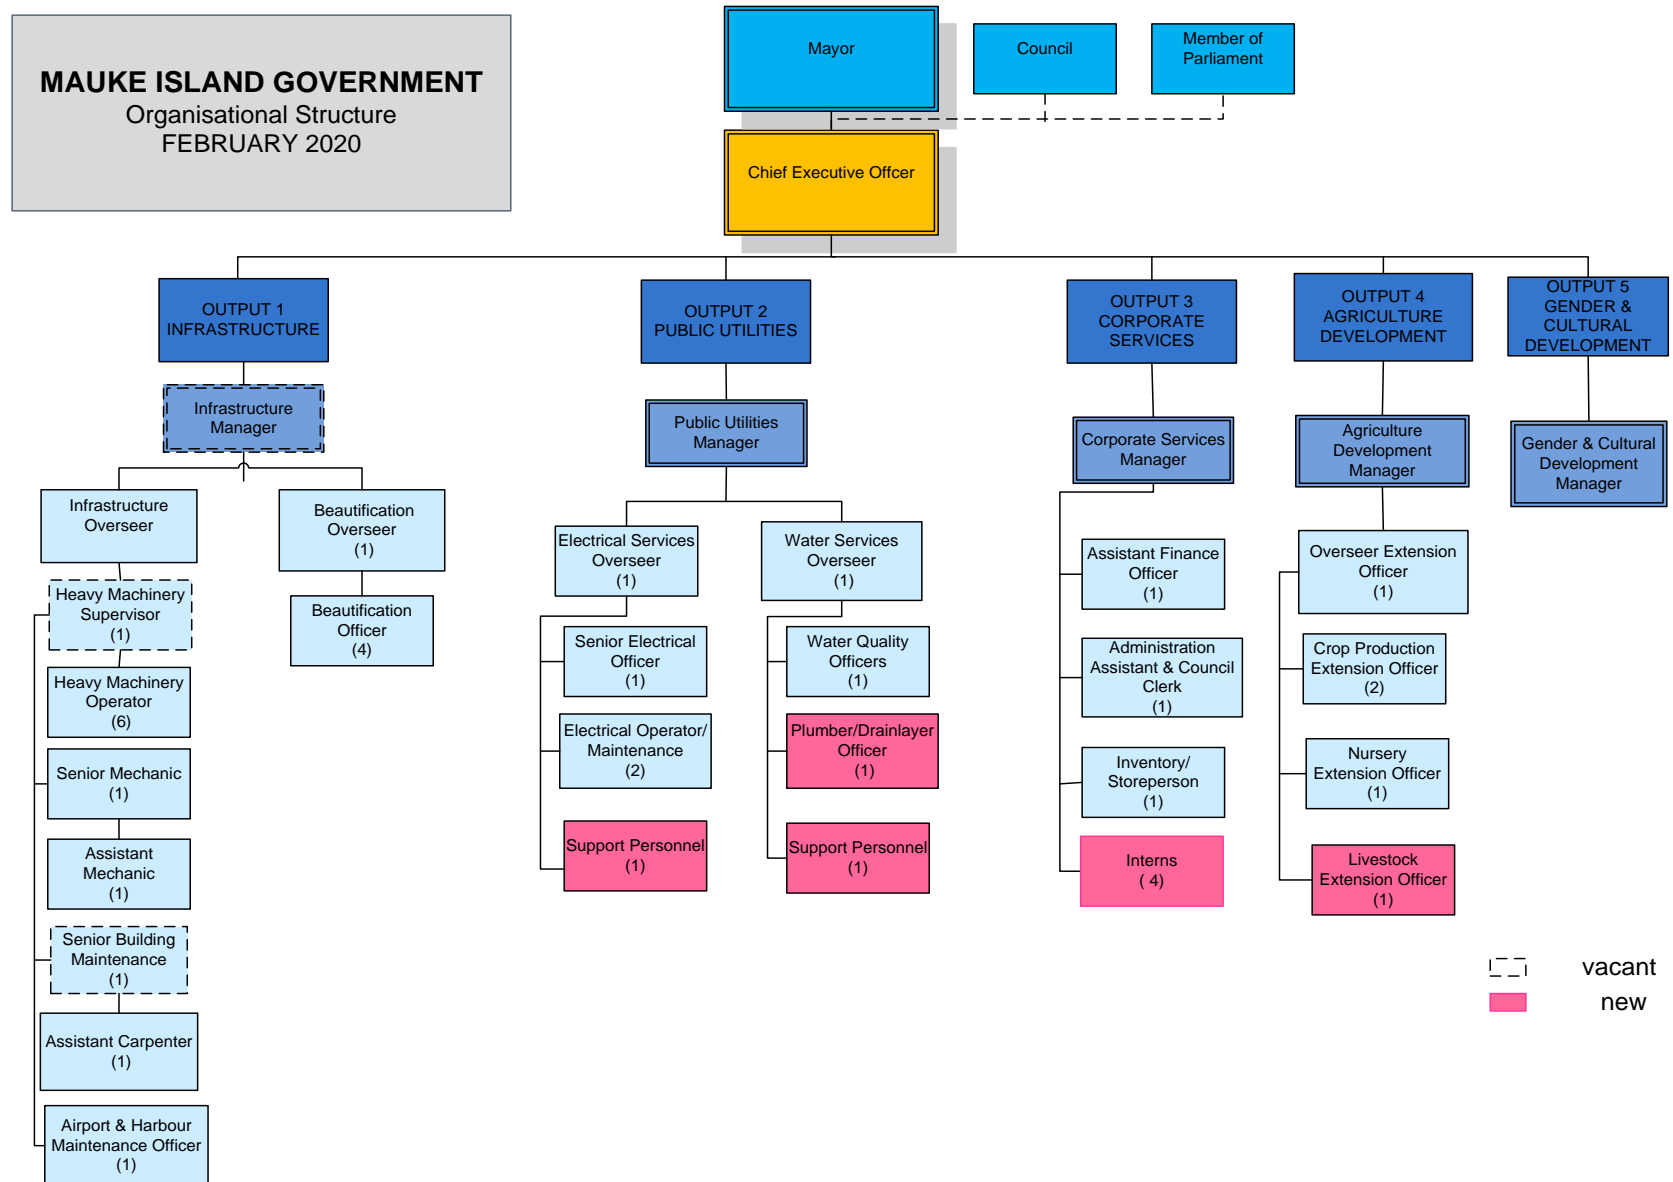 MAUKE ISLAND GOVERNMENT
Organisational Structure
FEBRUARY 2020
Mayor
Council
Member of
Parliament
Chief Executive Offcer
OUTPUT 1
INFRASTRUCTURE
OUTPUT 2
PUBLIC UTILITIES
OUTPUT 3
CORPORATE
SERVICES
OUTPUT 4
AGRICULTURE
DEVELOPMENT
OUTPUT 5
GENDER &
CULTURAL
DEVELOPMENT
Infrastructure
Manager
Public Utilities
Manager
Corporate Services
Manager
Agriculture
Development
Manager
Gender & Cultural
Development
Manager
Infrastructure
Overseer
Heavy Machinery
Supervisor
(1)
Heavy Machinery
Operator
(6)
Senior Mechanic
(1)
Assistant
Mechanic
(1)
Senior Building
Maintenance
(1)
Assistant Carpenter
(1)
Airport & Harbour
Maintenance Officer
(1)
Beautification
Overseer
(1)
Beautification
Officer
(4)
Electrical Services
Overseer
(1)
Senior Electrical
Officer
(1)
Electrical Operator/
Maintenance
(2)
Support Personnel
(1)
Water Services
Overseer
(1)
Water Quality
Officers
(1)
Plumber/Drainlayer
Officer
(1)
Support Personnel
(1)
Assistant Finance
Officer
(1)
Administration
Assistant & Council
Clerk
(1)
Inventory/
Storeperson
(1)
Interns
( 4)
Overseer Extension
Officer
(1)
Crop Production
Extension Officer
(2)
Nursery
Extension Officer
(1)
Livestock
Extension Officer
(1)
vacant
new